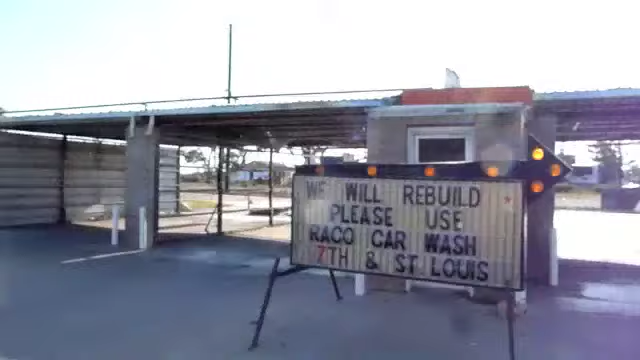 WE WILL REBUILD
PLEASE USE
RACO CAR WASH
7TH & ST. LOUIS